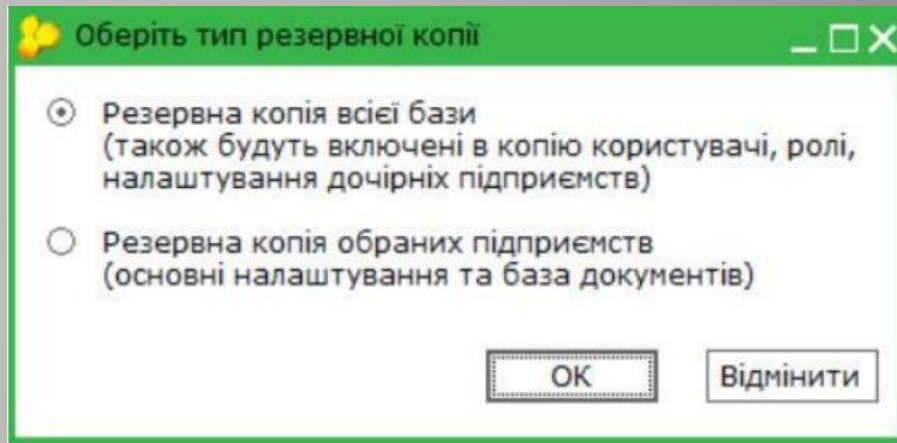 Оберіть тип резервної копії
Резервна копія всієї бази
(також будуть включені в копію користувачі, ролі,
налаштування дочірніх підприємств)
Резервна копія обраних підприємств
(основні налаштування та база документів)
ОК
Відмінити